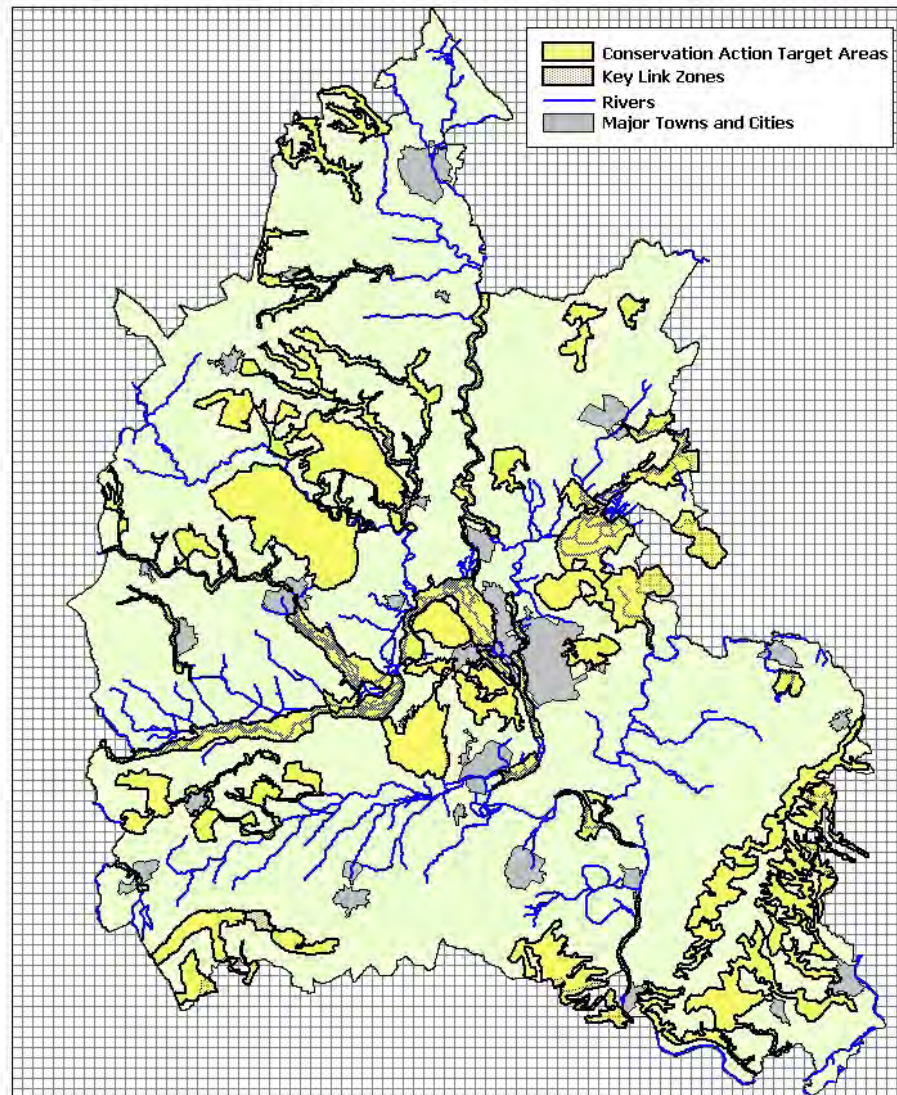 Conservation Action Target Areas
Key Link Zones
Rivers
Major Towns and Cities